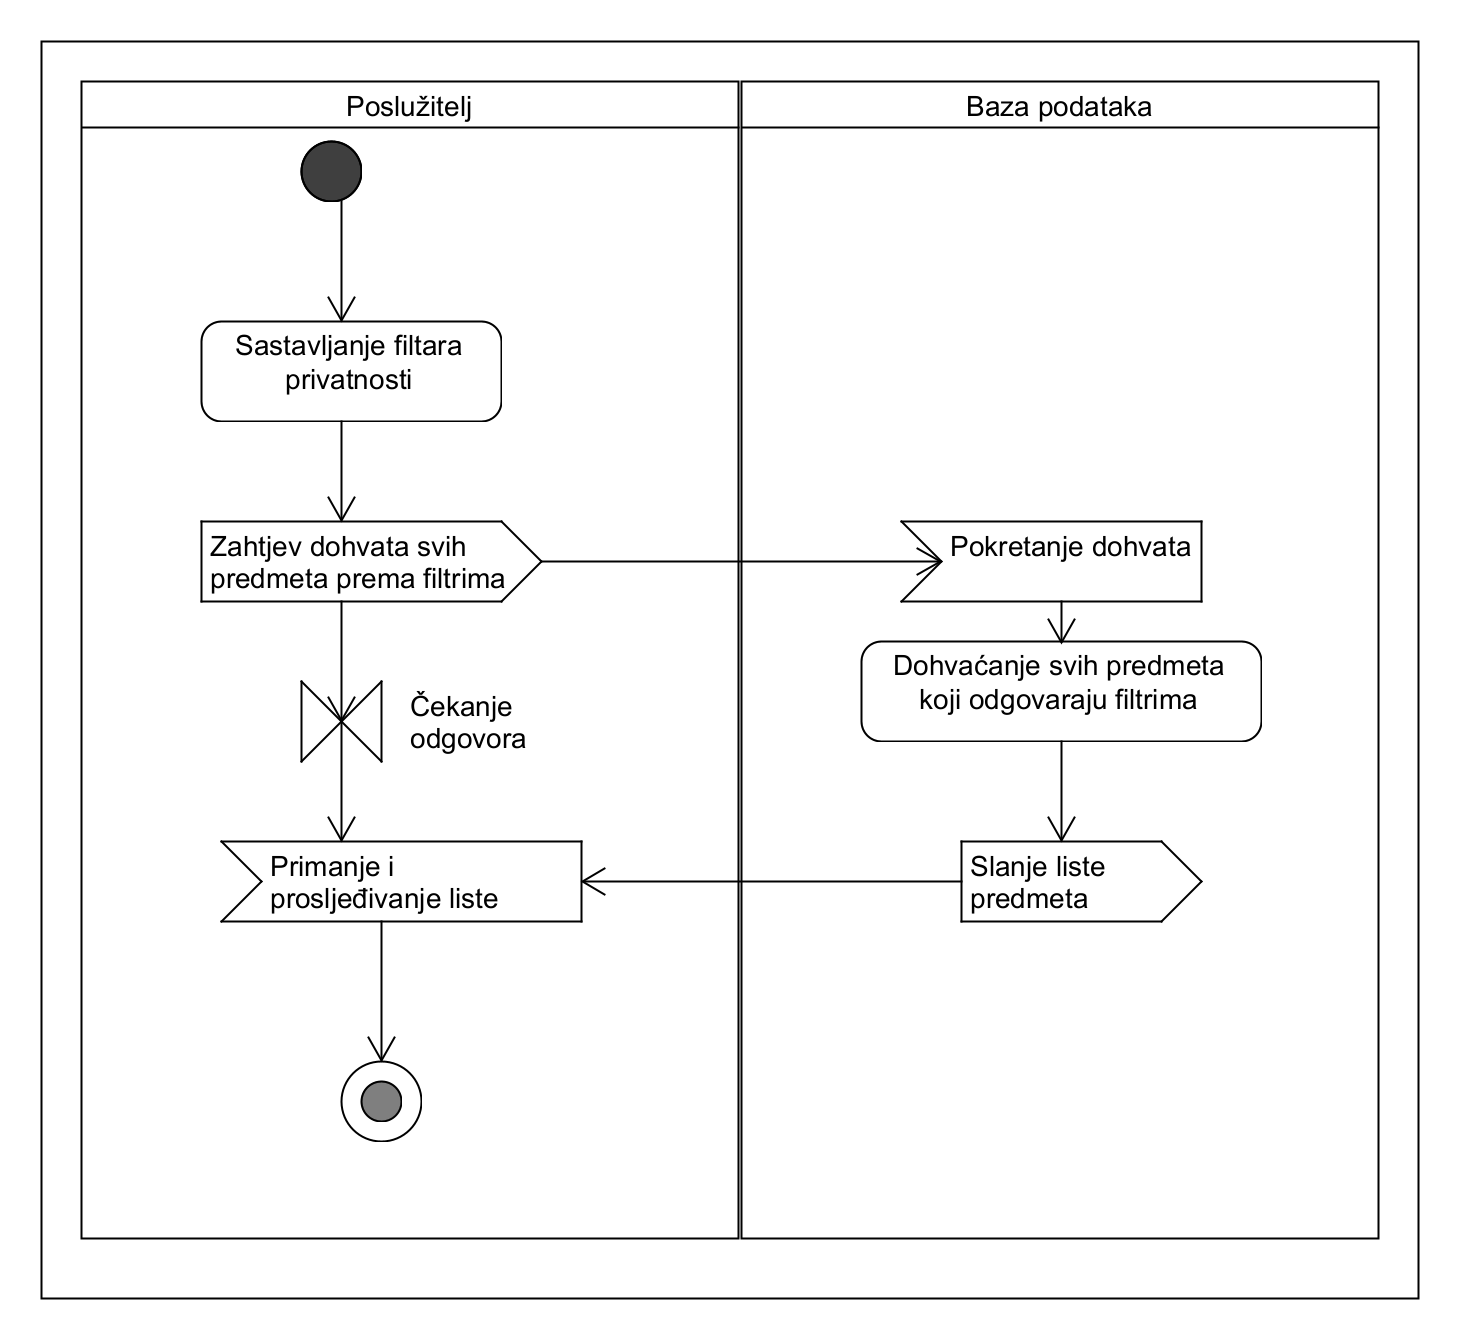 Poslužitelj
Baza podataka
Sastavljanje filtara
privatnosti
Zahtjev dohvata svih
predmeta prema filtrima
Pokretanje dohvata
Dohvaćanje svih predmeta
koji odgovaraju filtrima
Čekanje
odgovora
Primanje i
prosljeđivanje liste
Slanje liste
predmeta